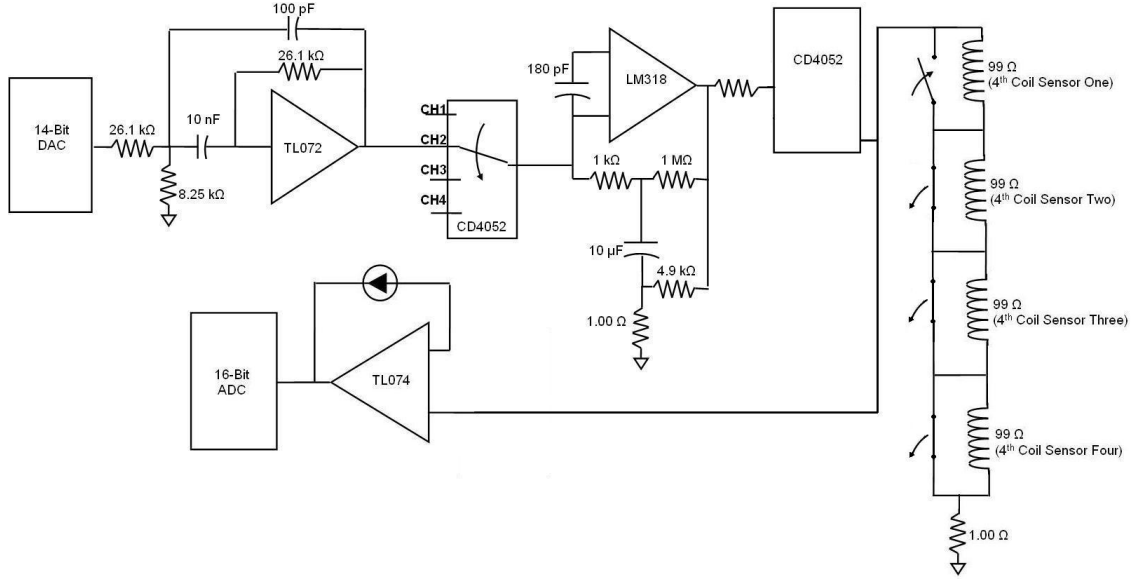 100 pF
26.1 kΩ
14-Bit
DAC
26.1 kΩ
10 nF
TL072
8.25 kΩ
CH1
CH2
CH3
CH4
CD4052
180 pF
LM318
1 kΩ
1 MΩ
10 µF
4.9 kΩ
1.00 Ω
CD4052
99 Ω
(4th Coil Sensor One)
99 Ω
(4th Coil Sensor Two)
99 Ω
(4th Coil Sensor Three)
99 Ω
(4th Coil Sensor Four)
1.00 Ω
16-Bit
ADC
TL074